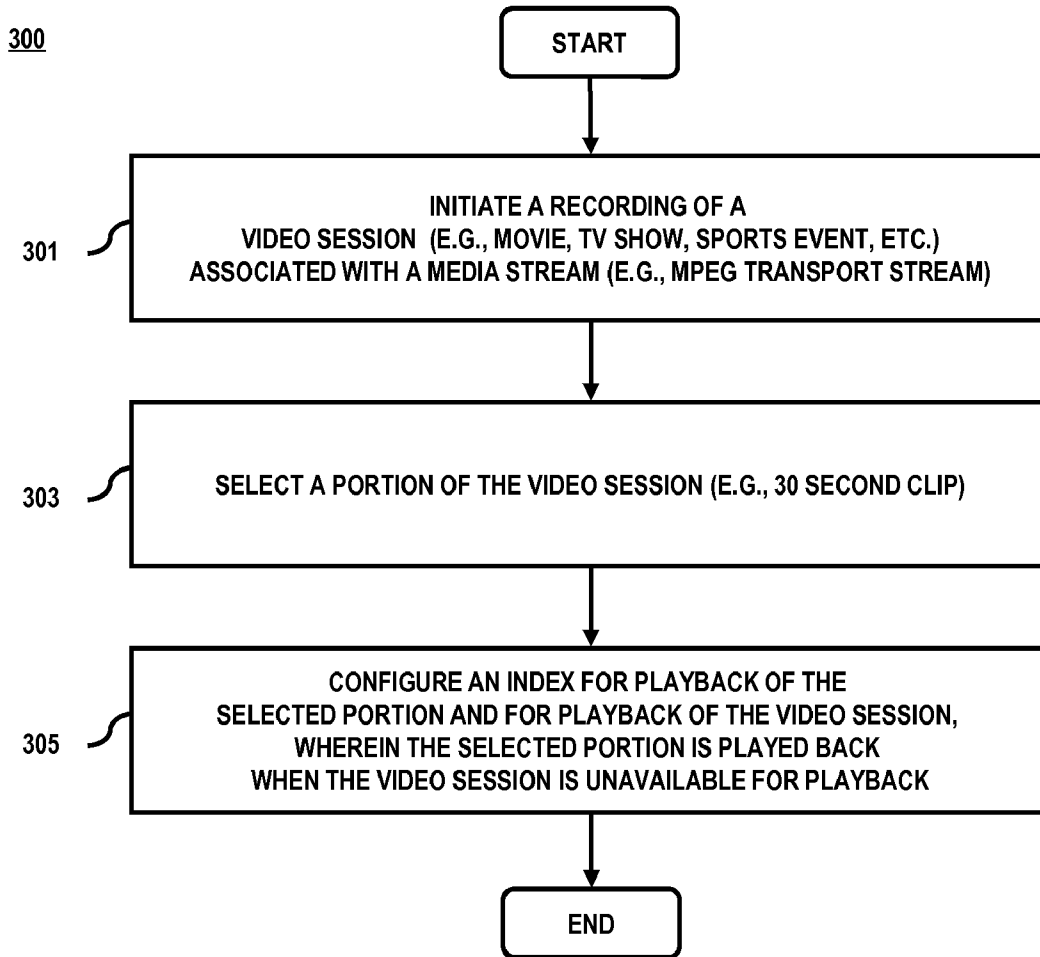 300
START
INITIATE A RECORDING OF A
VIDEO SESSION (E.G., MOVIE, TV SHOW, SPORTS EVENT, ETC.)
ASSOCIATED WITH A MEDIA STREAM (E.G., MPEG TRANSPORT STREAM)
301
SELECT A PORTION OF THE VIDEO SESSION (E.G., 30 SECOND CLIP)
303
CONFIGURE AN INDEX FOR PLAYBACK OF THE
SELECTED PORTION AND FOR PLAYBACK OF THE VIDEO SESSION,
WHEREIN THE SELECTED PORTION IS PLAYED BACK
WHEN THE VIDEO SESSION IS UNAVAILABLE FOR PLAYBACK
305
END